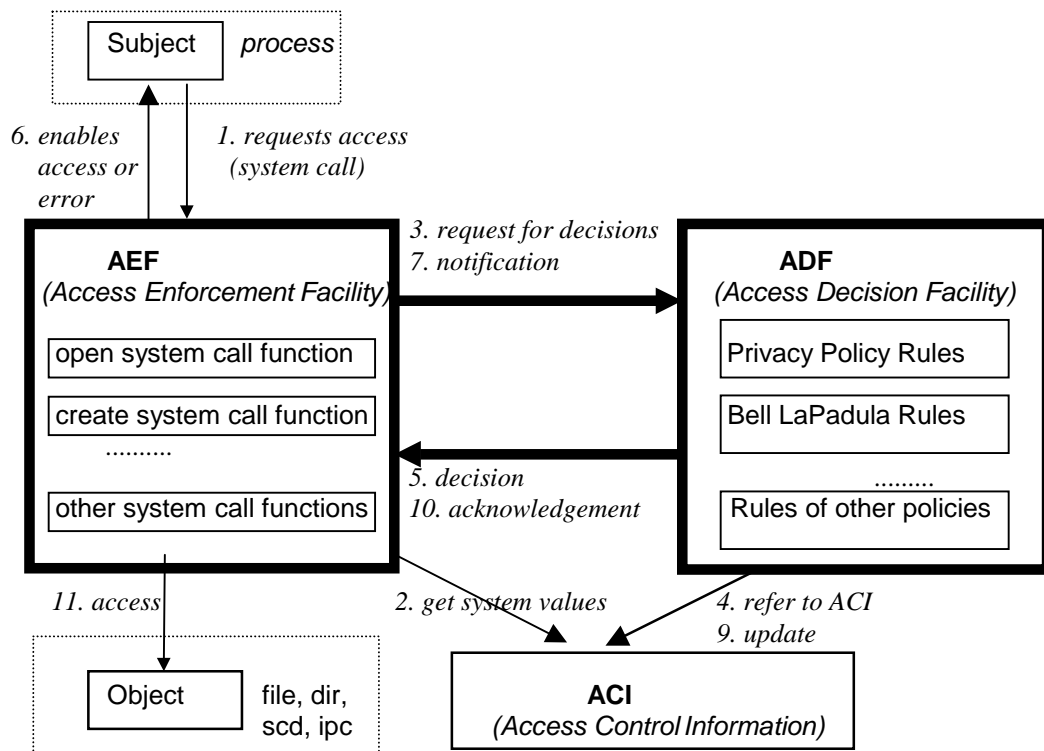 Subject
process
6. enables
access or
error
1. requests access
(system call)
AEF
(Access Enforcement Facility)
open system call function
create system call function
..........
other system call functions
3. request for decisions
7. notification
5. decision
10. acknowledgement
ADF
(Access Decision Facility)
Privacy Policy Rules
Bell LaPadula Rules
.........
Rules of other policies
11. access
2. get system values
4. refer to ACI
9. update
Object
file, dir,
scd, ipc
ACI
(Access Control Information)